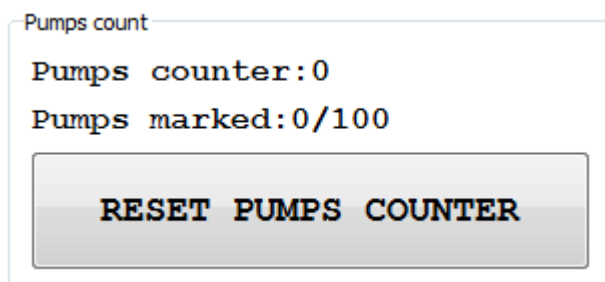 Pumps count
Pumps counter:0
Pumps marked:0/100
RESET PUMPS COUNTER